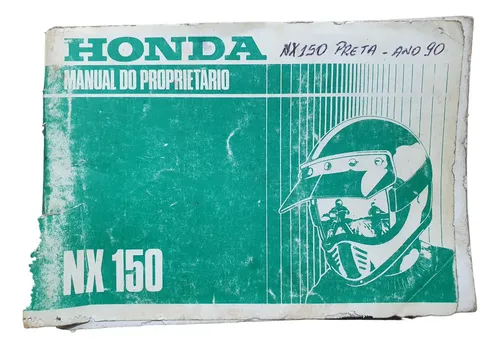 HONDA
NX150 PRETA - ANO 90
MANUAL DO PROPRIETÁRIO
NX 150